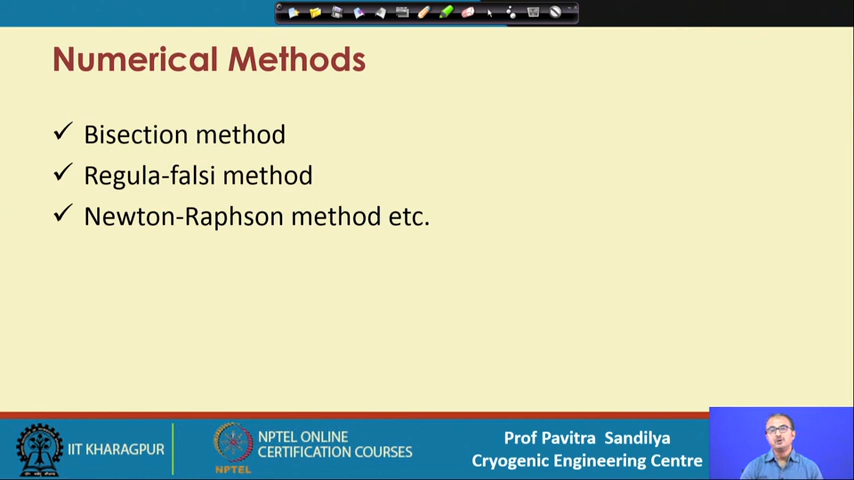 Numerical Methods
✓ Bisection method
✓ Regula-falsi method
✓ Newton-Raphson method etc.
IIT KHARAGPUR
NPTEL
NPTEL ONLINE
CERTIFICATION COURSES
Prof Pavitra Sandilya
Cryogenic Engineering Centre